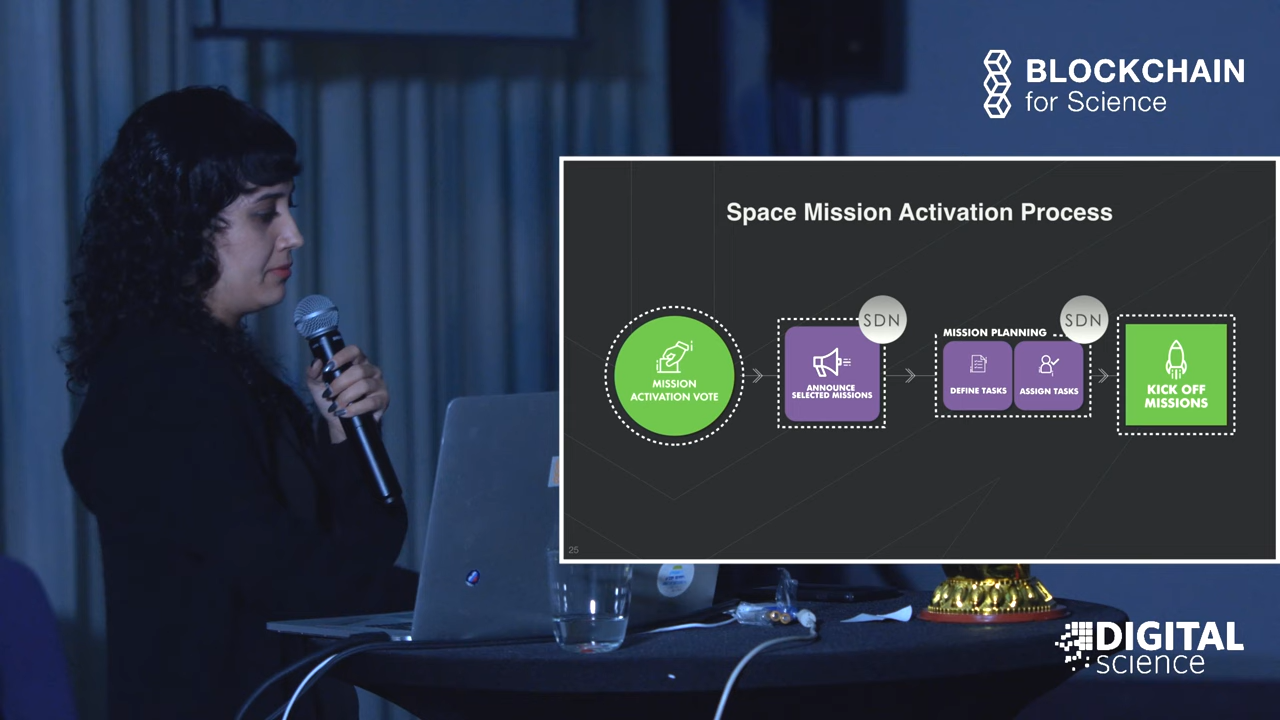 BLOCKCHAIN
for Science
Space Mission Activation Process
MISSION
ACTIVATION VOTE
SDN
ANNOUNCE
SELECTED MISSIONS
SDN
MISSION PLANNING
DEFINE TASKS
ASSIGN TASKS
KICK OFF
MISSIONS
25
DIGITAL
science